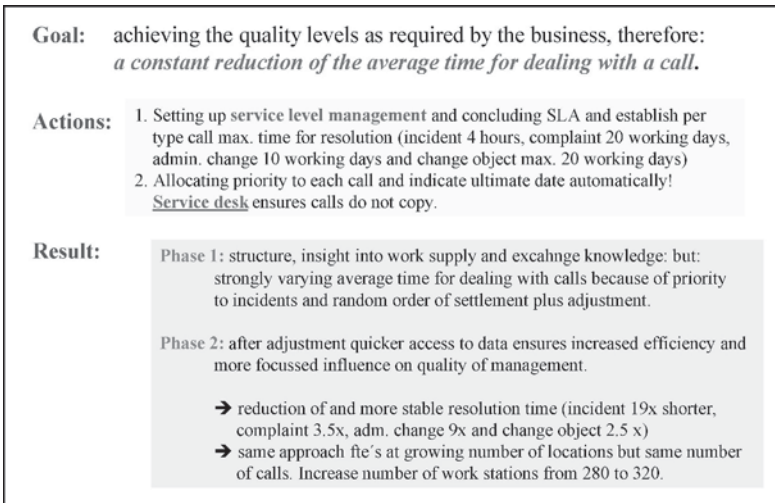 Goal: achieving the quality levels as required by the business, therefore:
a constant reduction of the average time for dealing with a call.
Actions: 1. Setting up service level management and concluding SLA and establish per
type call max. time for resolution (incident 4 hours, complaint 20 working days,
admin. change 10 working days and change object max. 20 working days)
2. Allocating priority to each call and indicate ultimate date automatically!
Service desk ensures calls do not copy.
Result: Phase 1: structure, insight into work supply and excahnge knowledge: but:
strongly varying average time for dealing with calls because of priority
to incidents and random order of settlement plus adjustment.
Phase 2: after adjustment quicker access to data ensures increased efficiency and
more focussed influence on quality of management.
➔ reduction of and more stable resolution time (incident 19x shorter,
complaint 3.5x, adm. change 9x and change object 2.5 x)
➔ same approach fte´s at growing number of locations but same number
of calls. Increase number of work stations from 280 to 320.